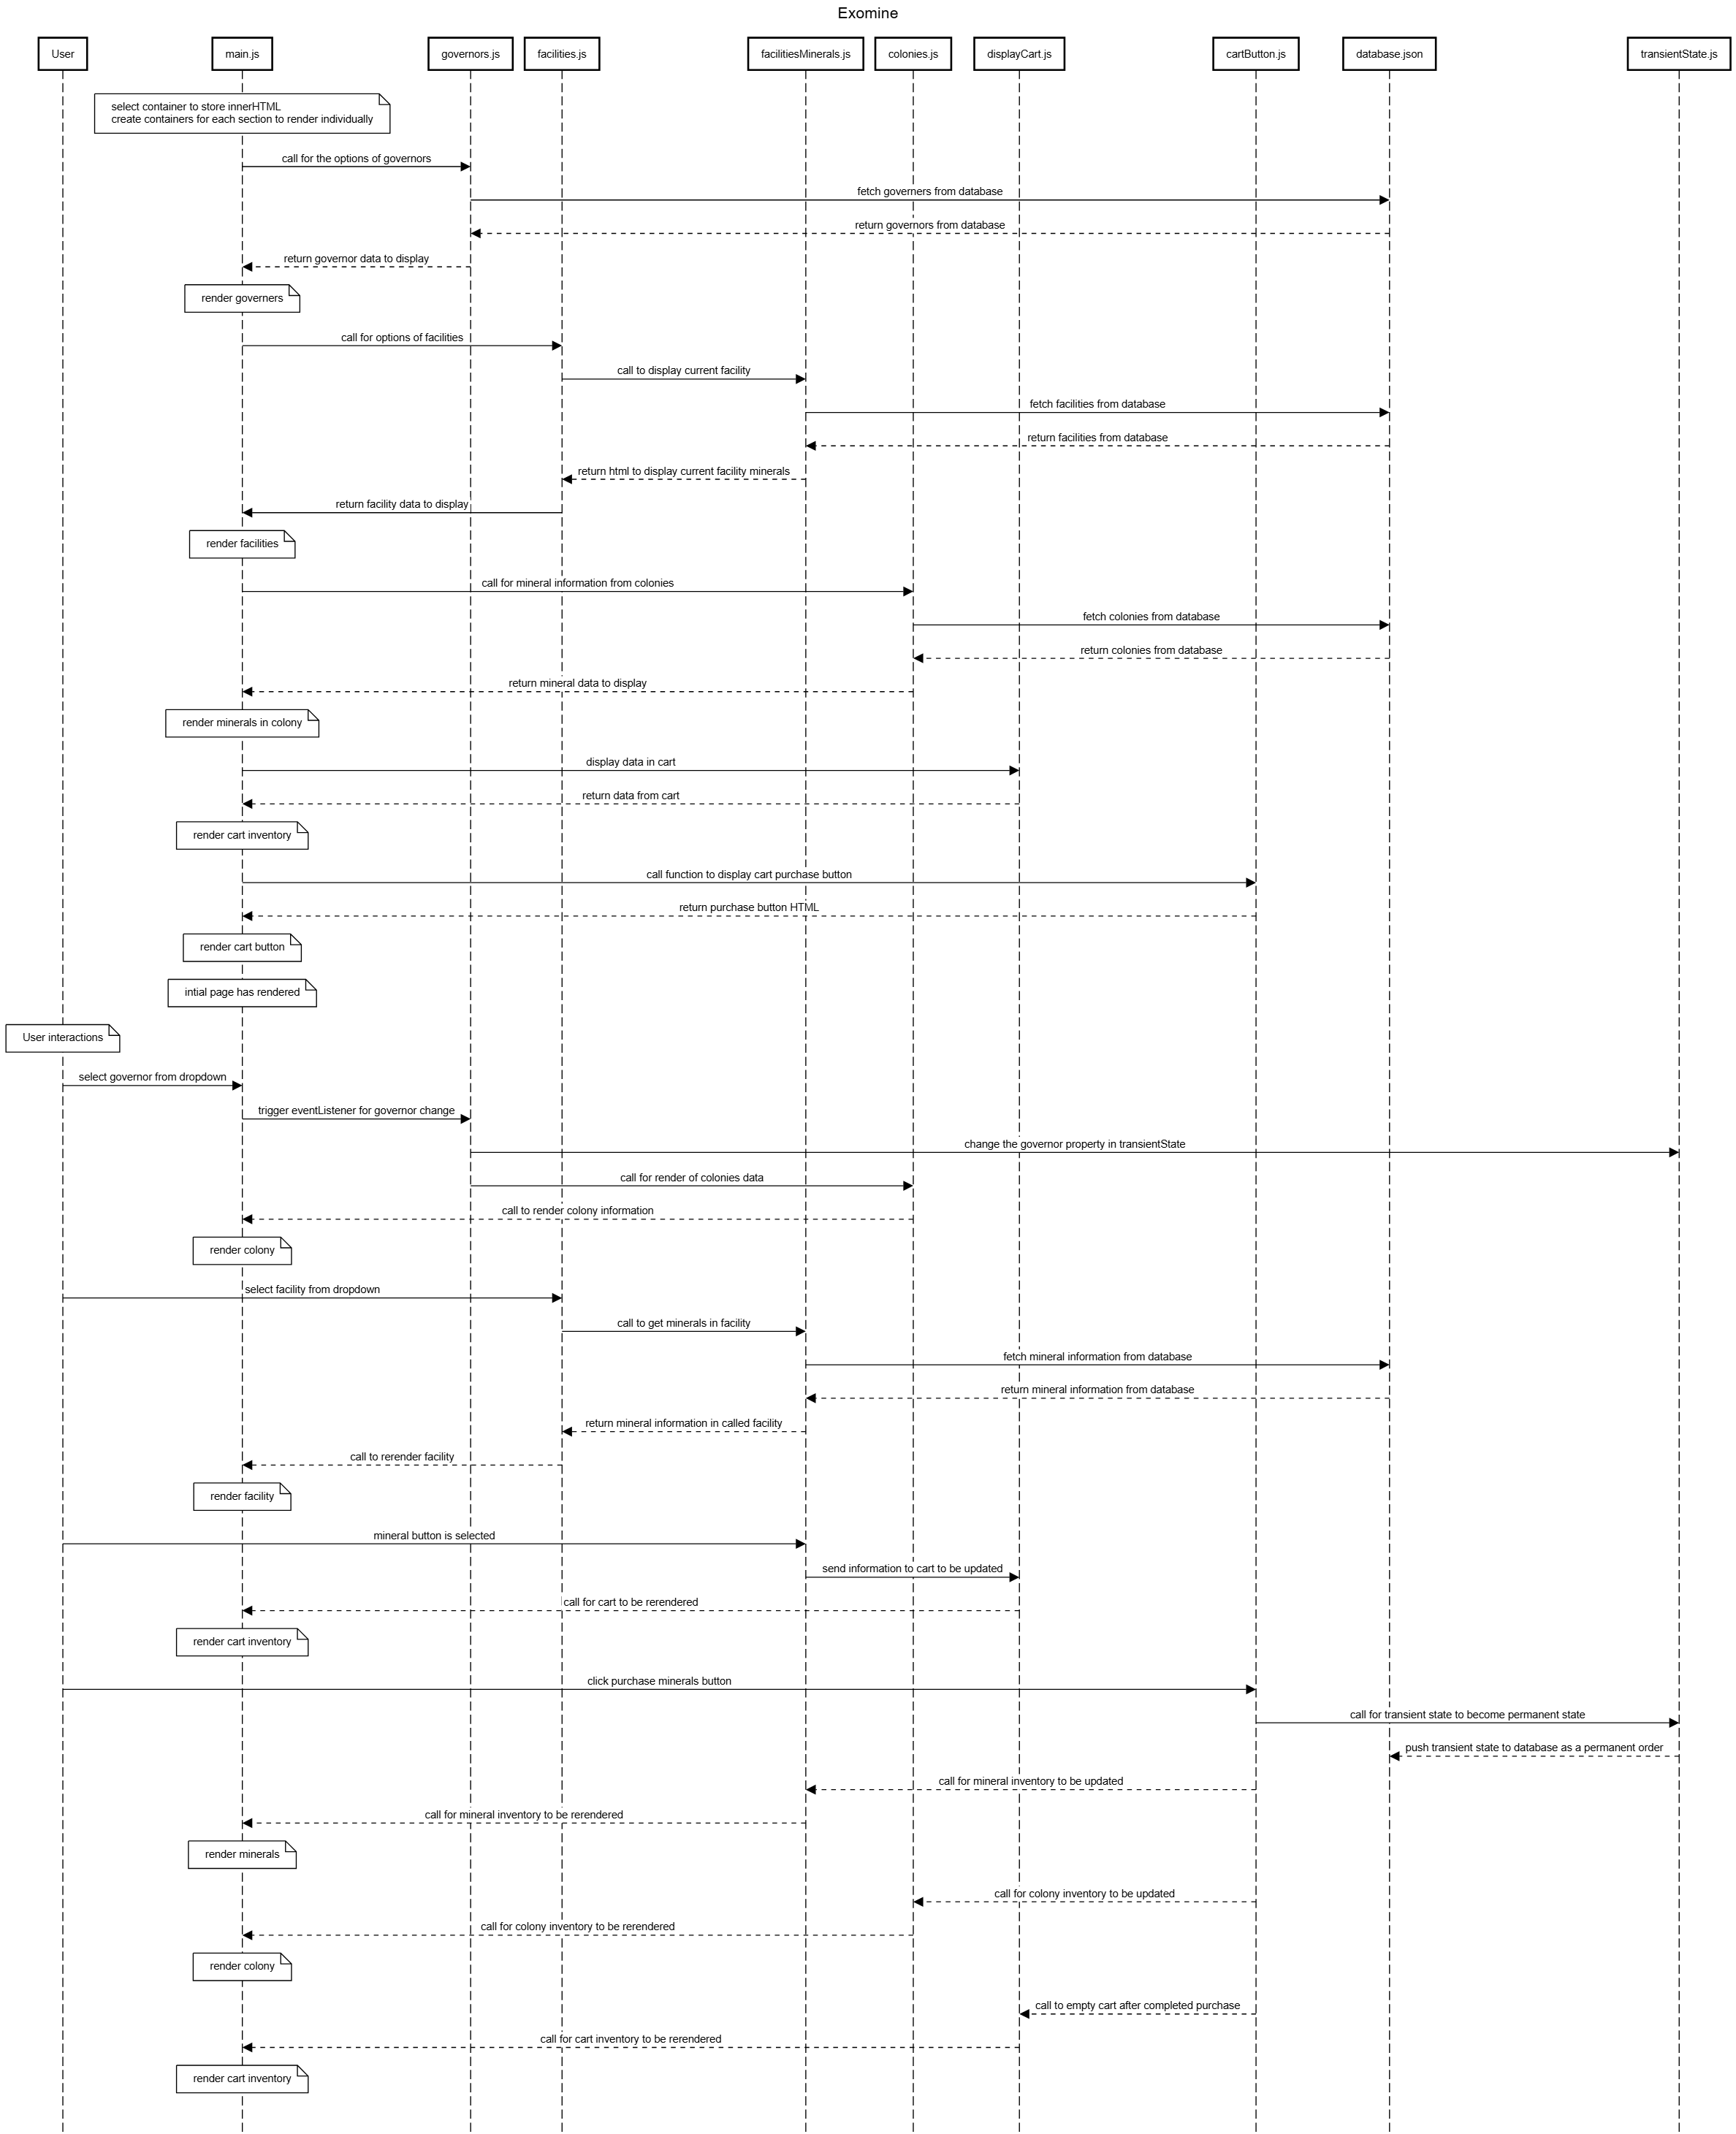 Exomine
User
main.js
governors.js
facilities.js
facilitiesMinerals.js
colonies.js
displayCart.js
cartButton.js
database.json
transientState.js
select container to store innerHTML
create containers for each section to render individually
call for the options of governors
fetch governers from database
return governors from database
return governor data to display
render governers
call for options of facilities
call to display current facility
fetch facilities from database
return facilities from database
return html to display current facility minerals
return facility data to display
render facilities
call for mineral information from colonies
fetch colonies from database
return colonies from database
return mineral data to display
render minerals in colony
display data in cart
return data from cart
render cart inventory
call function to display cart purchase button
return purchase button HTML
render cart button
intial page has rendered
User interactions
select governor from dropdown
trigger eventListener for governor change
change the governor property in transientState
call for render of colonies data
call to render colony information
render colony
select facility from dropdown
call to get minerals in facility
fetch mineral information from database
return mineral information from database
return mineral information in called facility
call to rerender facility
render facility
mineral button is selected
send information to cart to be updated
call for cart to be rerendered
render cart inventory
click purchase minerals button
call for transient state to become permanent state
push transient state to database as a permanent order
call for mineral inventory to be updated
call for mineral inventory to be rerendered
render minerals
call for colony inventory to be updated
call for colony inventory to be rerendered
render colony
call to empty cart after completed purchase
call for cart inventory to be rerendered
render cart inventory